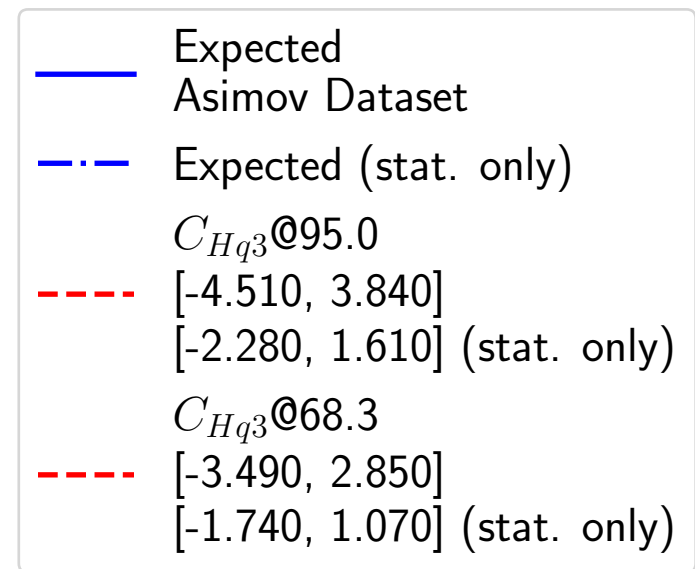 Expected
Asimov Dataset
Expected (stat. only)
$C_{Hq3}$@95.0
[-4.510, 3.840]
[-2.280, 1.610] (stat. only)
$C_{Hq3}$@68.3
[-3.490, 2.850]
[-1.740, 1.070] (stat. only)